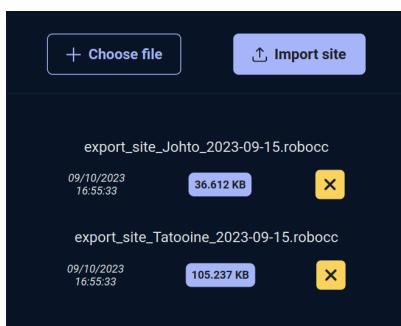 Choose file
Import site
export_site_Johto_2023-09-15.robocc
09/10/2023
16:55:33
36.612 KB
export_site_Tatooine_2023-09-15.robocc
09/10/2023
16:55:33
105.237 KB